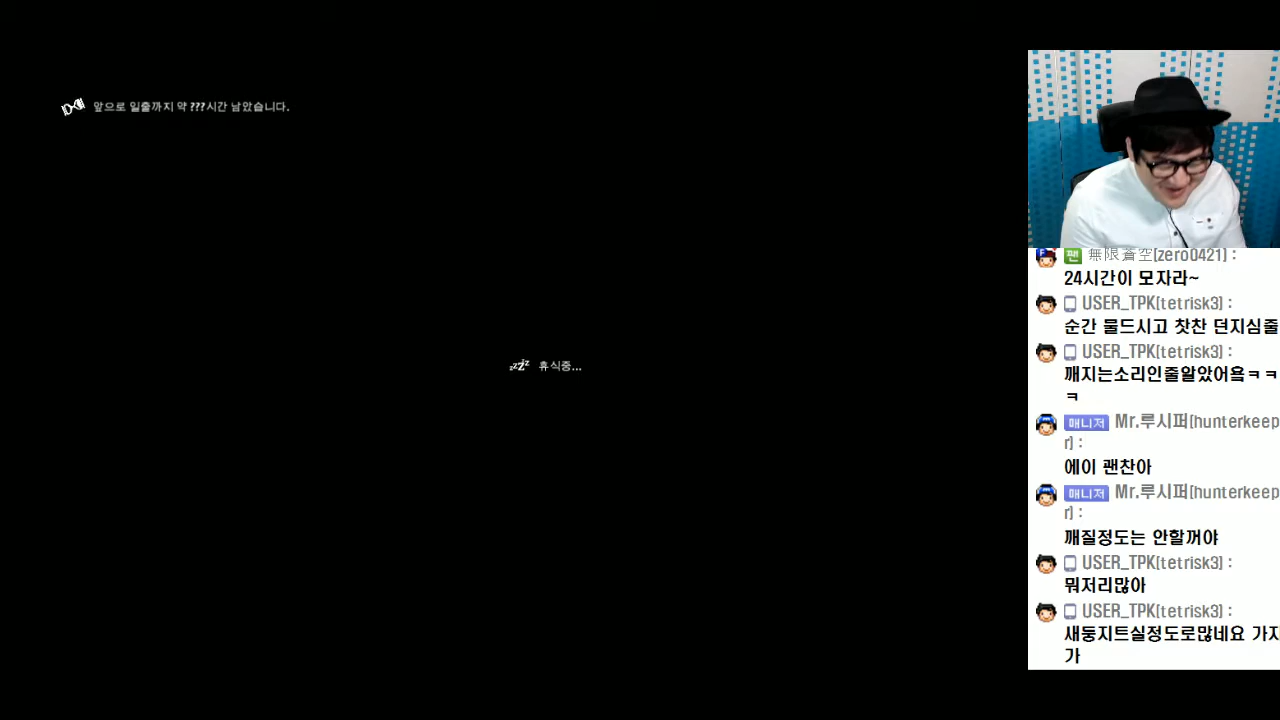 앞으로 일출까지 약 ???시간 남았습니다.
zzzZZ 휴식중...
팬 無限蒼空[zero0421] :
24시간이 모자라~
USER_TPK[tetrisk3] :
순간 물드시고 찻찬 던지심줄
USER_TPK[tetrisk3] :
깨지는소리인줄알았어욬ㅋㅋ
ㅋ
매니저 Mr.루시퍼[hunterkeep
r] :
에이 괜찬아
매니저 Mr.루시퍼[hunterkeep
r] :
깨질정도는 안할꺼야
USER_TPK[tetrisk3] :
뭐저리많아
USER_TPK[tetrisk3] :
새둥지트실정도로많네요 가지
가